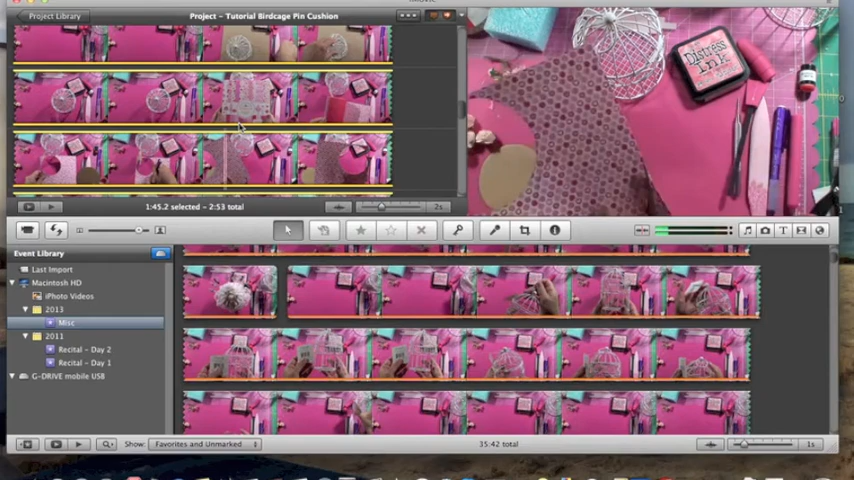 Project Library
Project - Tutorial Birdcage Pin Cushion
Distress
Ink
1:45.2 selected - 2:53 total
2s
Event Library
Last Import
Macintosh HD
iPhoto Videos
2013
Misc
2011
Recital - Day 2
Recital - Day 1
G-DRIVE mobile USB
Show:
Favorites and Unmarked
35:42 total
1s